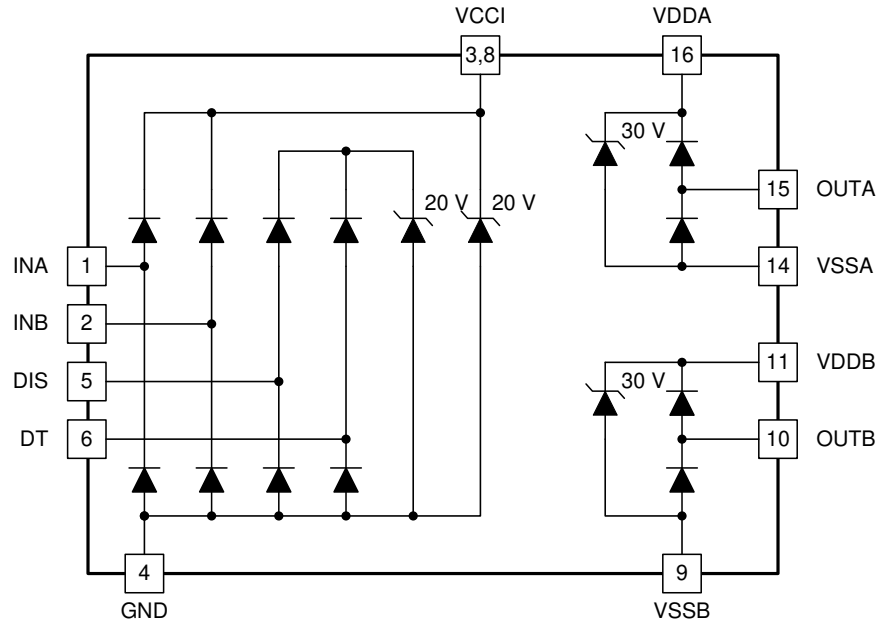 VCCI
VDDA
3,8
16
30 V
15
OUTA
20 V
20 V
INA
1
14
VSSA
INB
2
DIS
5
11
VDDB
30 V
DT
6
10
OUTB
4
9
GND
VSSB